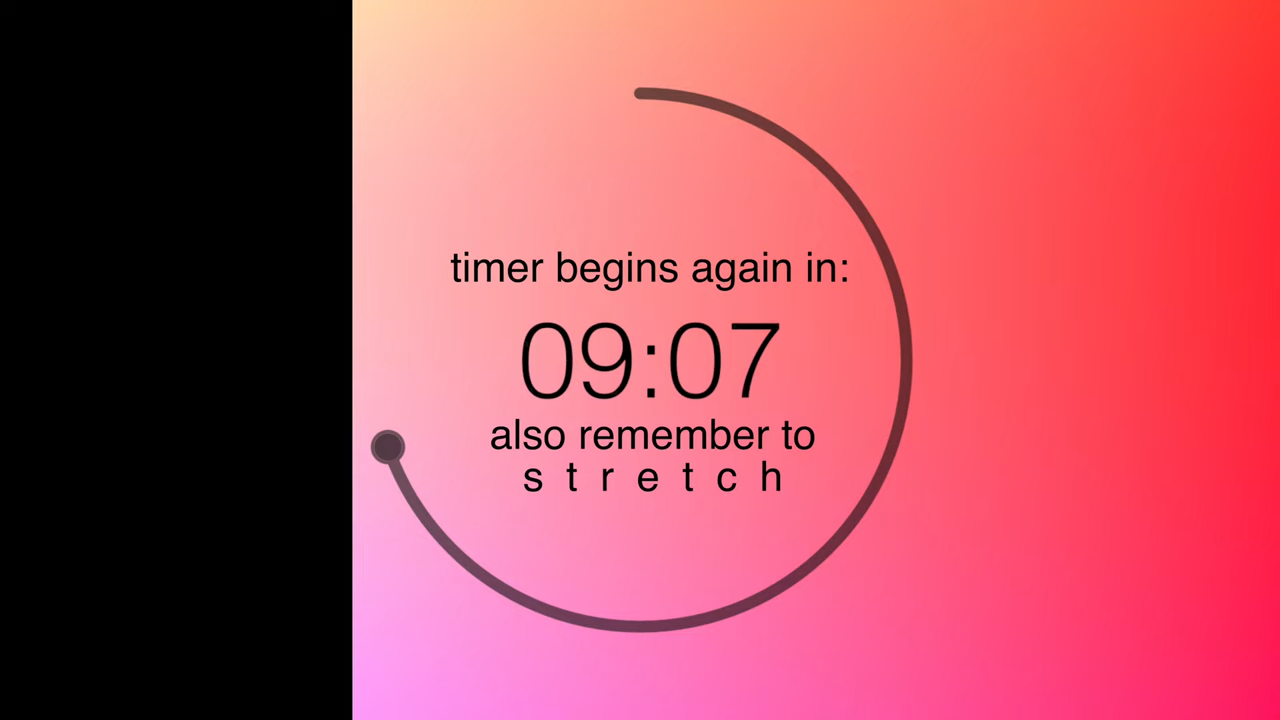 timer begins again in:
09:07
also remember to
s t r e t c h